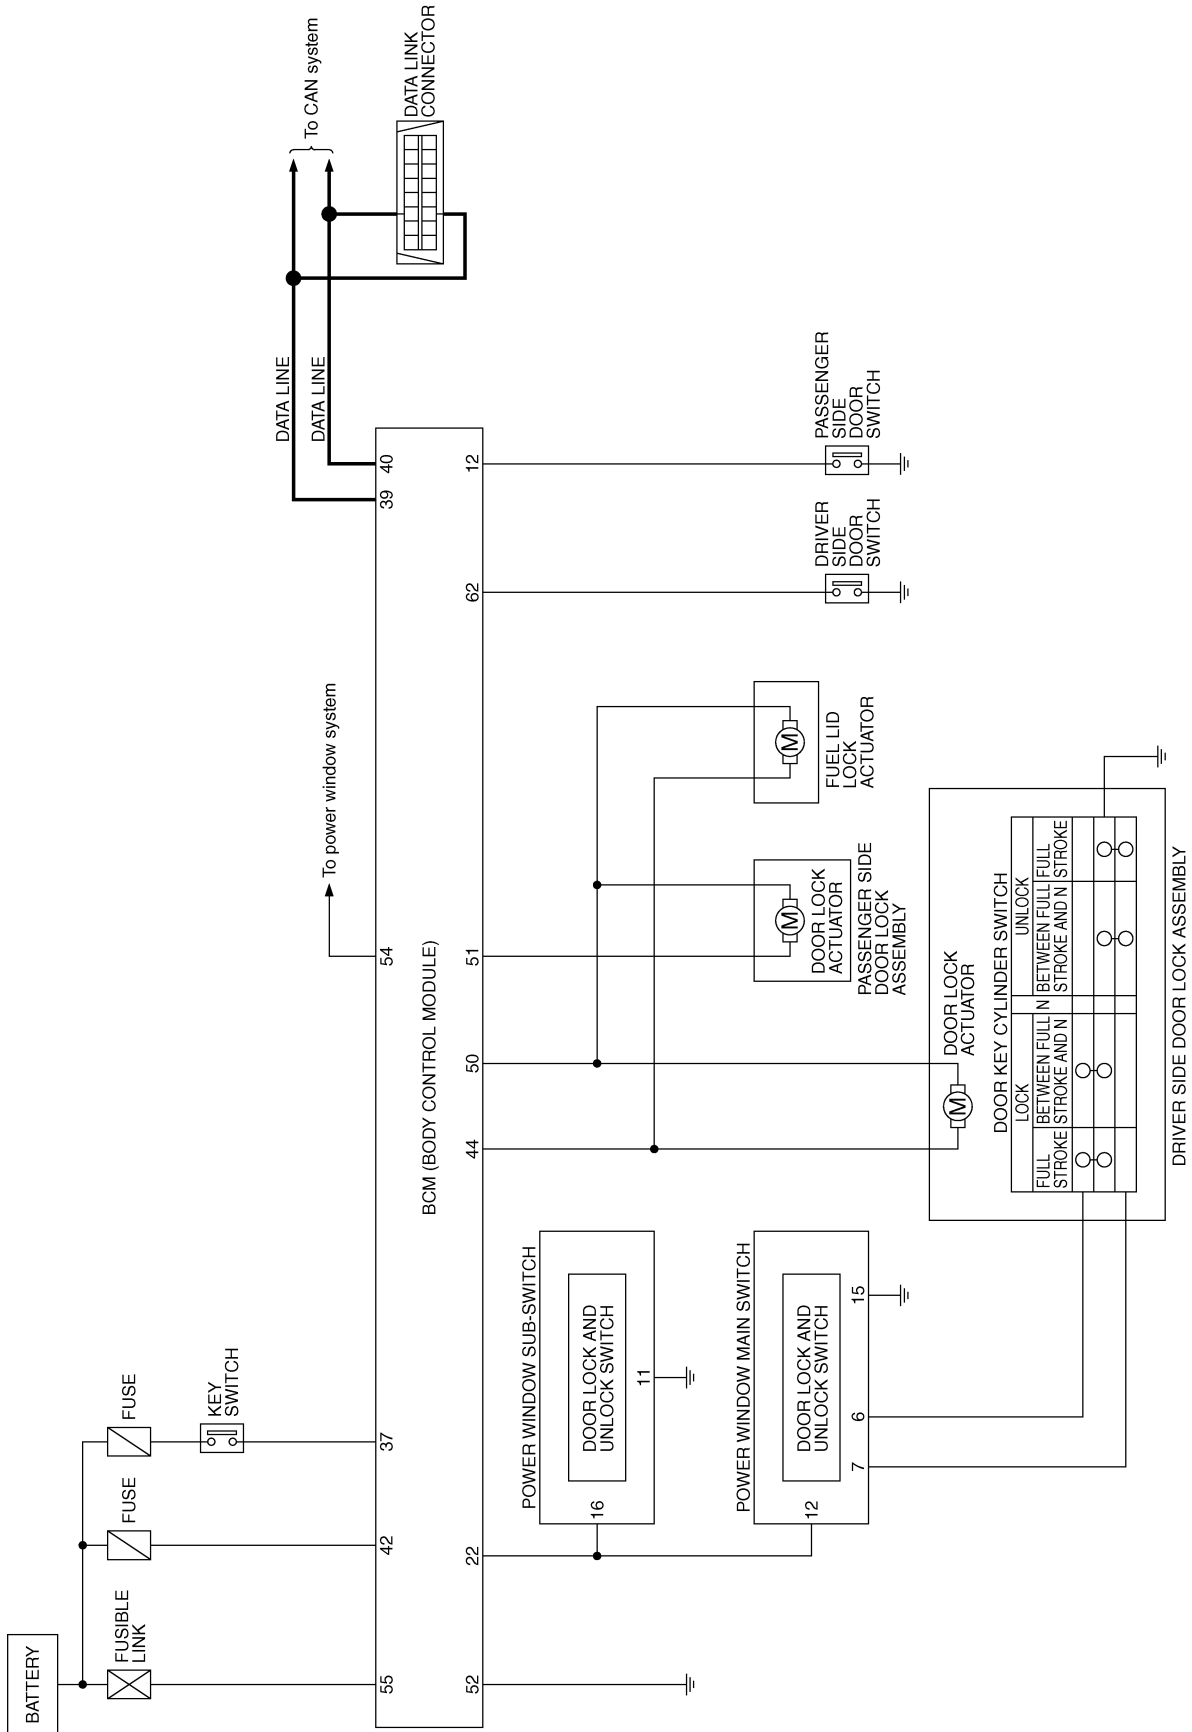 BATTERY
FUSIBLE
LINK
FUSE
FUSE
KEY
SWITCH
To power window system
DATA LINE
DATA LINE
To CAN system
DATA LINK
CONNECTOR
55
42
37
54
39
40
BCM (BODY CONTROL MODULE)
52
22
44
50
51
62
12
POWER WINDOW SUB-SWITCH
DOOR LOCK AND
UNLOCK SWITCH
16
11
POWER WINDOW MAIN SWITCH
DOOR LOCK AND
UNLOCK SWITCH
12
7
6
15
M
DOOR LOCK
ACTUATOR
PASSENGER SIDE
DOOR LOCK
ASSEMBLY
M
FUEL LID
LOCK
ACTUATOR
DRIVER
SIDE
DOOR
SWITCH
PASSENGER
SIDE
DOOR
SWITCH
M
DOOR LOCK
ACTUATOR
DOOR KEY CYLINDER SWITCH
LOCK
UNLOCK
FULL
STROKE
BETWEEN FULL
STROKE AND N
N
BETWEEN FULL
STROKE AND N
FULL
STROKE
DRIVER SIDE DOOR LOCK ASSEMBLY